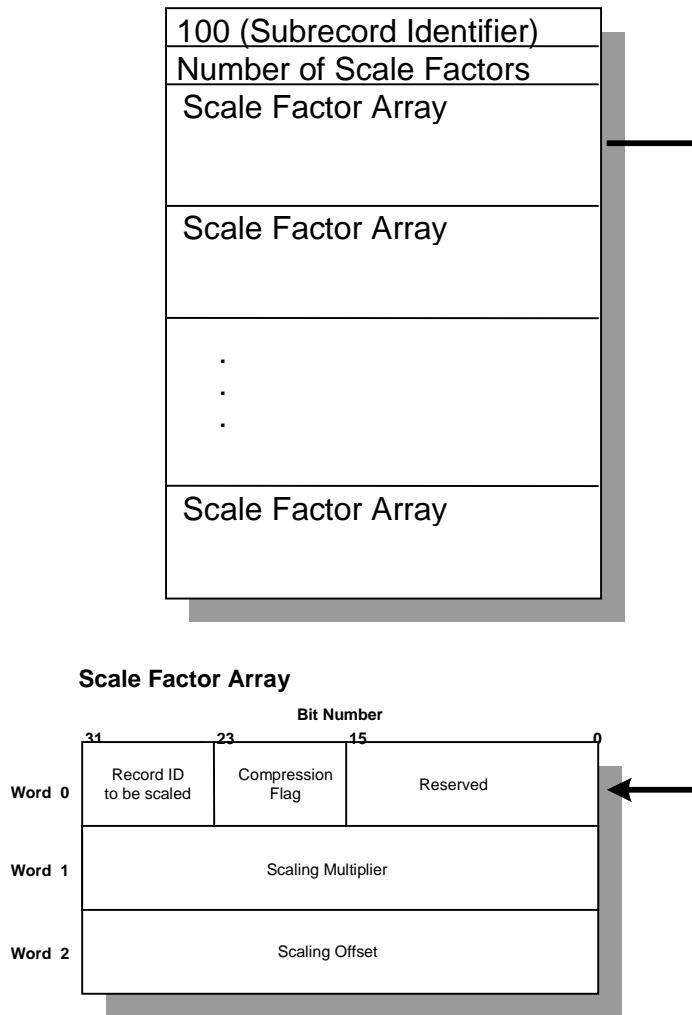 100 (Subrecord Identifier)
Number of Scale Factors
Scale Factor Array
Scale Factor Array
.
.
.
Scale Factor Array
Scale Factor Array
Bit Number
31 23 15 0
Word 0
Record ID
to be scaled
Compression
Flag
Reserved
Word 1
Scaling Multiplier
Word 2
Scaling Offset